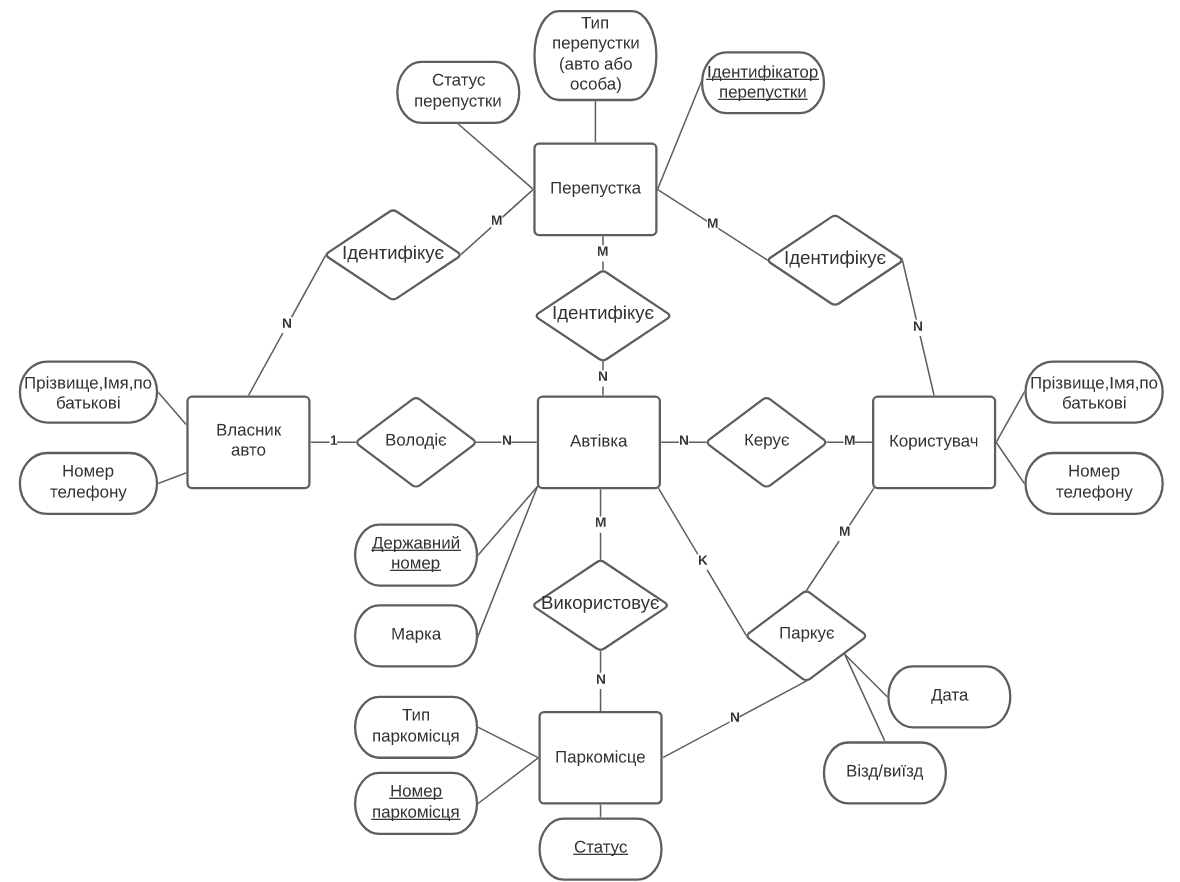 Тип
перепустки
(авто або
особа)
Статус
перепустки
Ідентифікатор
перепустки
Перепустка
M
M
M
Ідентифікує
Ідентифікує
Ідентифікує
N
N
N
Прізвище,Імя,по
батькові
Номер
телефону
Власник
авто
1
Володіє
N
Автівка
N
Керує
M
Користувач
Прізвище,Імя,по
батькові
Номер
телефону
Державний
номер
Марка
M
K
M
Використовує
Паркує
N
N
Дата
Візд/виїзд
Тип
паркомісця
Номер
паркомісця
Паркомісце
Статус